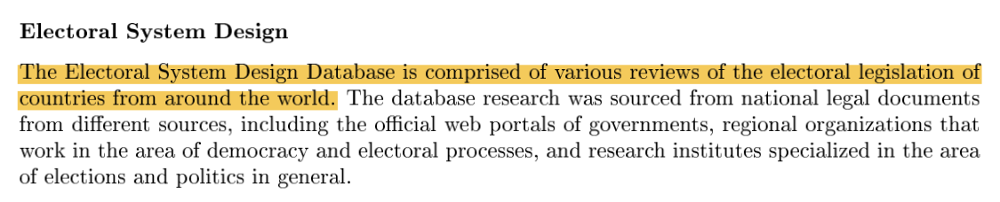 Electoral System Design
The Electoral System Design Database is comprised of various reviews of the electoral legislation of
countries from around the world. The database research was sourced from national legal documents
from different sources, including the official web portals of governments, regional organizations that
work in the area of democracy and electoral processes, and research institutes specialized in the area
of elections and politics in general.